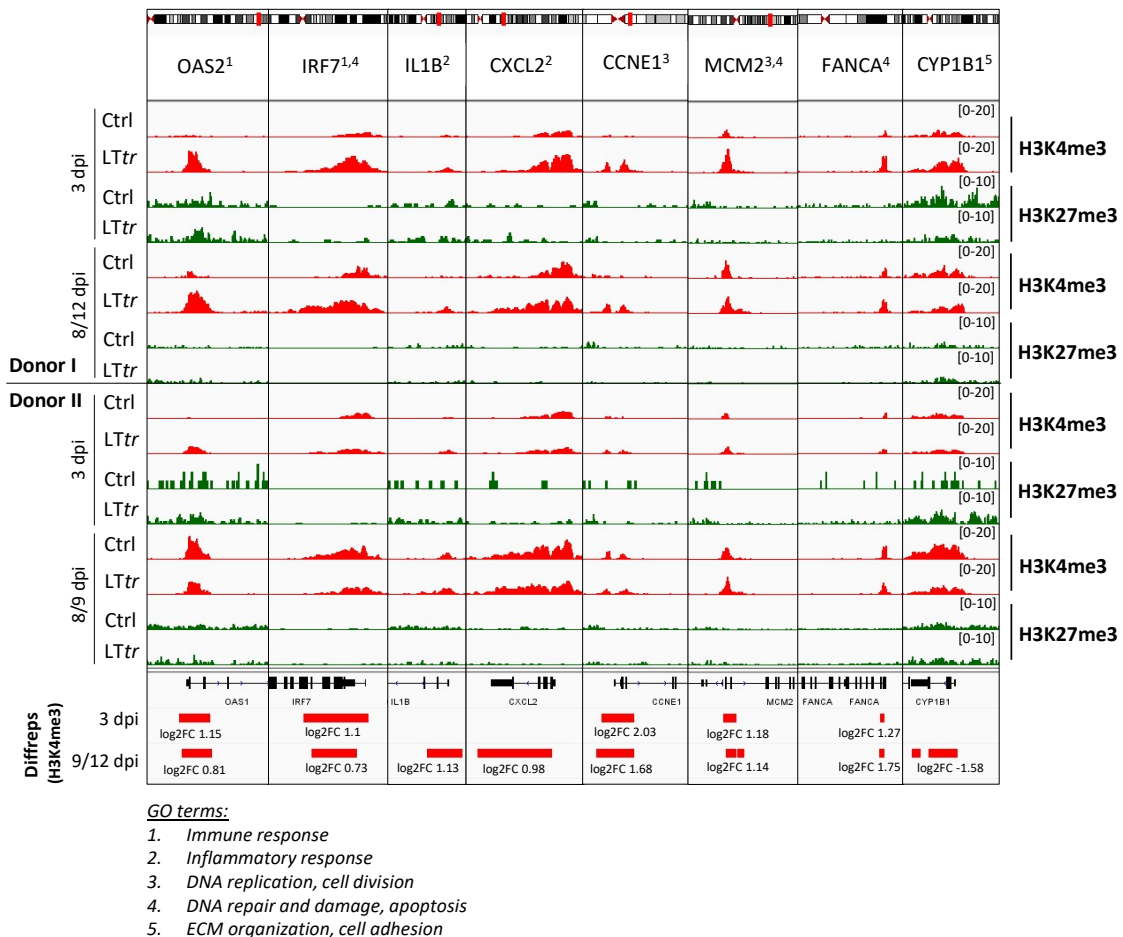 OAS2¹ IRF7¹,⁴ IL1B² CXCL2² CCNE1³ MCM2³,⁴ FANCA⁴ CYP1B1⁵
3 dpi
Ctrl [0-20]
LTtr [0-20]
H3K4me3
Ctrl [0-10]
LTtr [0-10]
H3K27me3
8/12 dpi
Ctrl [0-20]
LTtr [0-20]
H3K4me3
Ctrl [0-10]
LTtr [0-10]
H3K27me3
Donor I
Donor II
3 dpi
Ctrl [0-20]
LTtr [0-20]
H3K4me3
Ctrl [0-10]
LTtr [0-10]
H3K27me3
8/9 dpi
Ctrl [0-20]
LTtr [0-20]
H3K4me3
Ctrl [0-10]
LTtr [0-10]
H3K27me3
OAS1 IRF7 IL1B CXCL2 CCNE1 MCM2 FANCA FANCA CYP1B1
Diffreps
(H3K4me3)
3 dpi
log2FC 1.15 log2FC 1.1 log2FC 2.03 log2FC 1.18 log2FC 1.27
9/12 dpi
log2FC 0.81 log2FC 0.73 log2FC 1.13 log2FC 0.98 log2FC 1.68 log2FC 1.14 log2FC 1.75 log2FC -1.58
GO terms:
1. Immune response
2. Inflammatory response
3. DNA replication, cell division
4. DNA repair and damage, apoptosis
5. ECM organization, cell adhesion